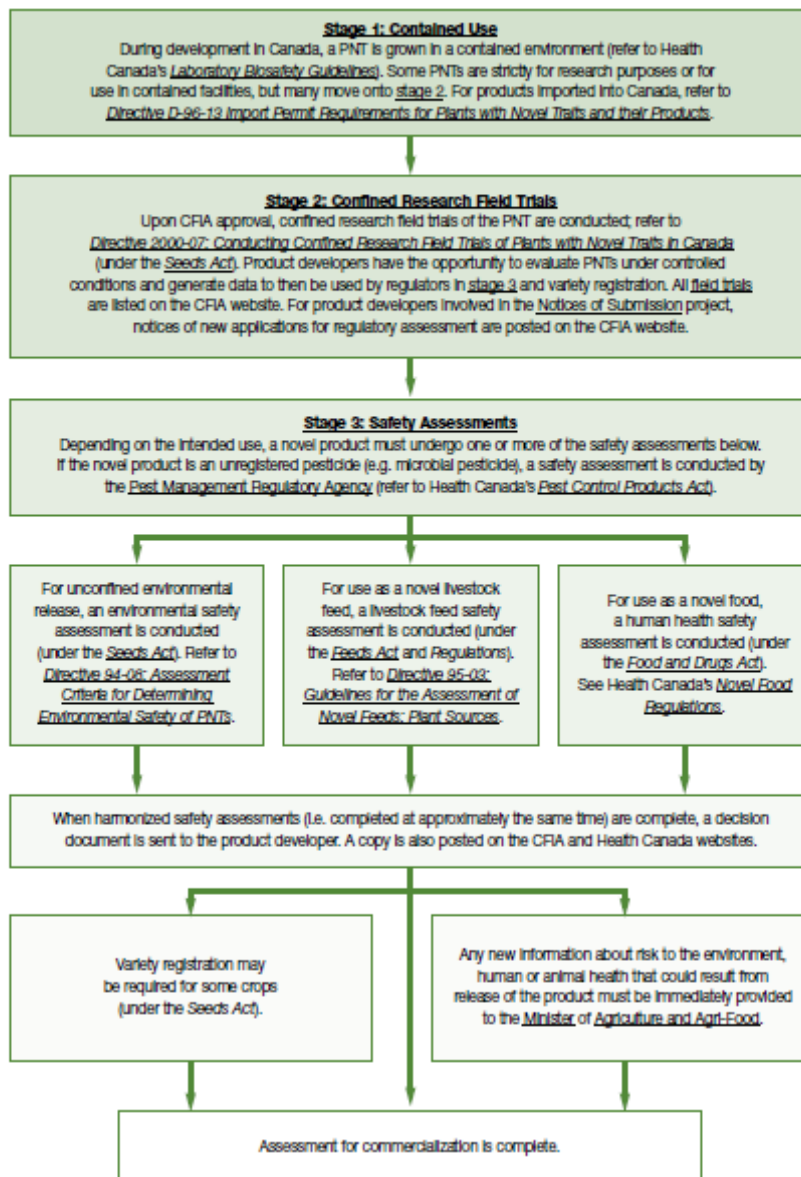 Stage 1: Contained Use
During development in Canada, a PNT is grown in a contained environment (refer to Health
Canada's Laboratory Biosafety Guidelines). Some PNTs are strictly for research purposes or for
use in contained facilities, but many move onto stage 2. For products imported into Canada, refer to
Directive D-96-13 Import Permit Requirements for Plants with Novel Traits and their Products.
Stage 2: Confined Research Field Trials
Upon CFIA approval, confined research field trials of the PNT are conducted; refer to
Directive 2000-07: Conducting Confined Research Field Trials of Plants with Novel Traits in Canada
(under the Seeds Act). Product developers have the opportunity to evaluate PNTs under controlled
conditions and generate data to then be used by regulators in stage 3 and variety registration. All field trials
are listed on the CFIA website. For product developers involved in the Notices of Submission project,
notices of new applications for regulatory assessment are posted on the CFIA website.
Stage 3: Safety Assessments
Depending on the intended use, a novel product must undergo one or more of the safety assessments below.
If the novel product is an unregistered pesticide (e.g. microbial pesticide), a safety assessment is conducted by
the Pest Management Regulatory Agency (refer to Health Canada's Pest Control Products Act).
For unconfined environmental
release, an environmental safety
assessment is conducted
(under the Seeds Act). Refer to
Directive 94-08: Assessment
Criteria for Determining
Environmental Safety of PNTs.
For use as a novel livestock
feed, a livestock feed safety
assessment is conducted (under
the Feeds Act and Regulations).
Refer to Directive 95-03:
Guidelines for the Assessment of
Novel Feeds: Plant Sources.
For use as a novel food,
a human health safety
assessment is conducted (under
the Food and Drugs Act).
See Health Canada's Novel Food
Regulations.
When harmonized safety assessments (i.e. completed at approximately the same time) are complete, a decision
document is sent to the product developer. A copy is also posted on the CFIA and Health Canada websites.
Variety registration may
be required for some crops
(under the Seeds Act).
Any new information about risk to the environment,
human or animal health that could result from
release of the product must be immediately provided
to the Minister of Agriculture and Agri-Food.
Assessment for commercialization is complete.